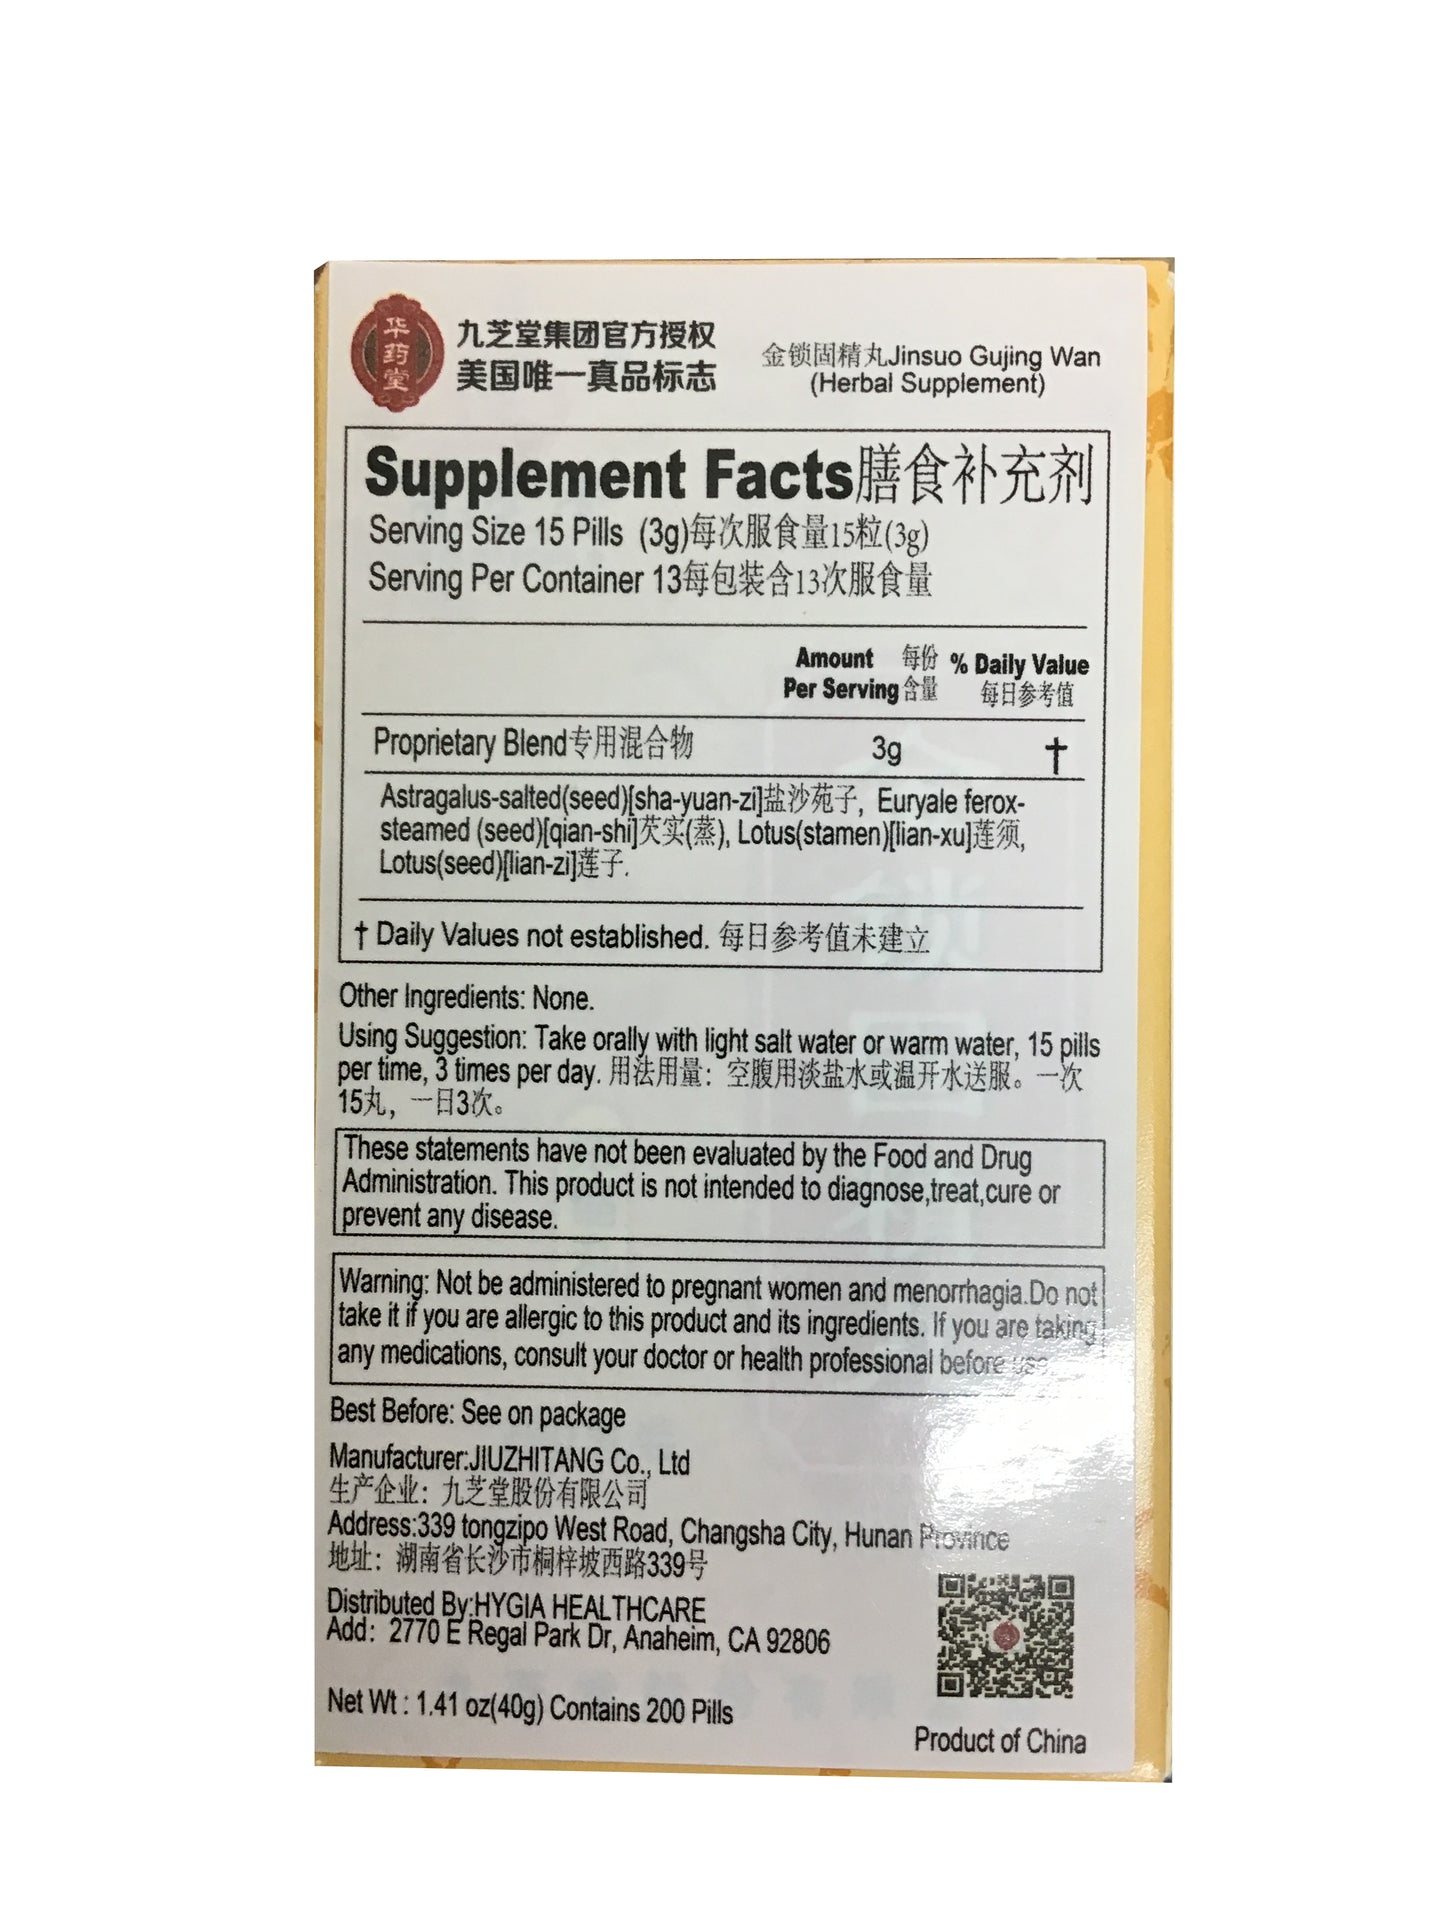 华药堂
九芝堂集团官方授权
美国唯一真品标志
金锁固精丸Jinsuo Gujing Wan
(Herbal Supplement)
Supplement Facts膳食补充剂
Serving Size 15 Pills (3g)每次服食量15粒(3g)
Serving Per Container 13每包装含13次服食量
Amount 每份 % Daily Value
Per Serving 含量 每日参考值
Proprietary Blend专用混合物 3g †
Astragalus-salted(seed)[sha-yuan-zi]盐沙苑子, Euryale ferox-
steamed (seed)[qian-shi]芡实(蒸), Lotus(stamen)[lian-xu]莲须,
Lotus(seed)[lian-zi]莲子.
† Daily Values not established. 每日参考值未建立
Other Ingredients: None.
Using Suggestion: Take orally with light salt water or warm water, 15 pills
per time, 3 times per day. 用法用量：空腹用淡盐水或温开水送服。一次
15丸，一日3次。
These statements have not been evaluated by the Food and Drug
Administration. This product is not intended to diagnose,treat,cure or
prevent any disease.
Warning: Not be administered to pregnant women and menorrhagia.Do not
take it if you are allergic to this product and its ingredients. If you are taking
any medications, consult your doctor or health professional before use.
Best Before: See on package
Manufacturer:JIUZHITANG Co., Ltd
生产企业：九芝堂股份有限公司
Address:339 tongzipo West Road, Changsha City, Hunan Province
地址：湖南省长沙市桐梓坡西路339号
Distributed By:HYGIA HEALTHCARE
Add: 2770 E Regal Park Dr, Anaheim, CA 92806
Net Wt : 1.41 oz(40g) Contains 200 Pills
Product of China